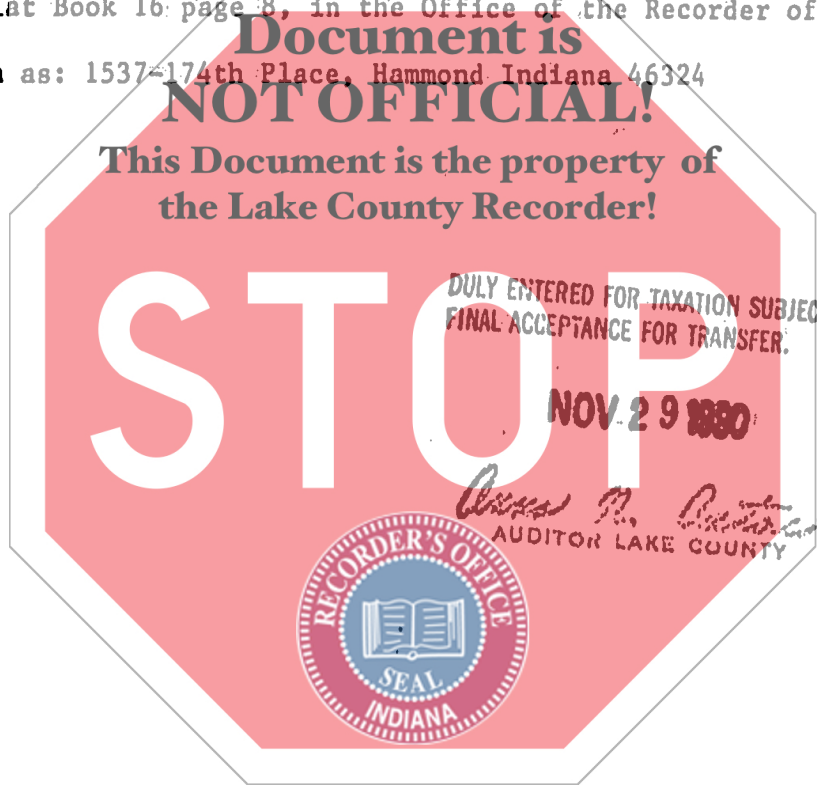 at Book 16 page 8, in the Office of the Recorder of
Document is
as: 1537-174th Place, Hammond Indiana 46324
NOT OFFICIAL!
This Document is the property of
the Lake County Recorder!
STOP
DULY ENTERED FOR TAXATION SUBJEC
FINAL ACCEPTANCE FOR TRANSFER.
NOV 29 1990
AUDITOR LAKE COUNTY
RECORDER'S OFFICE
SEAL
INDIANA